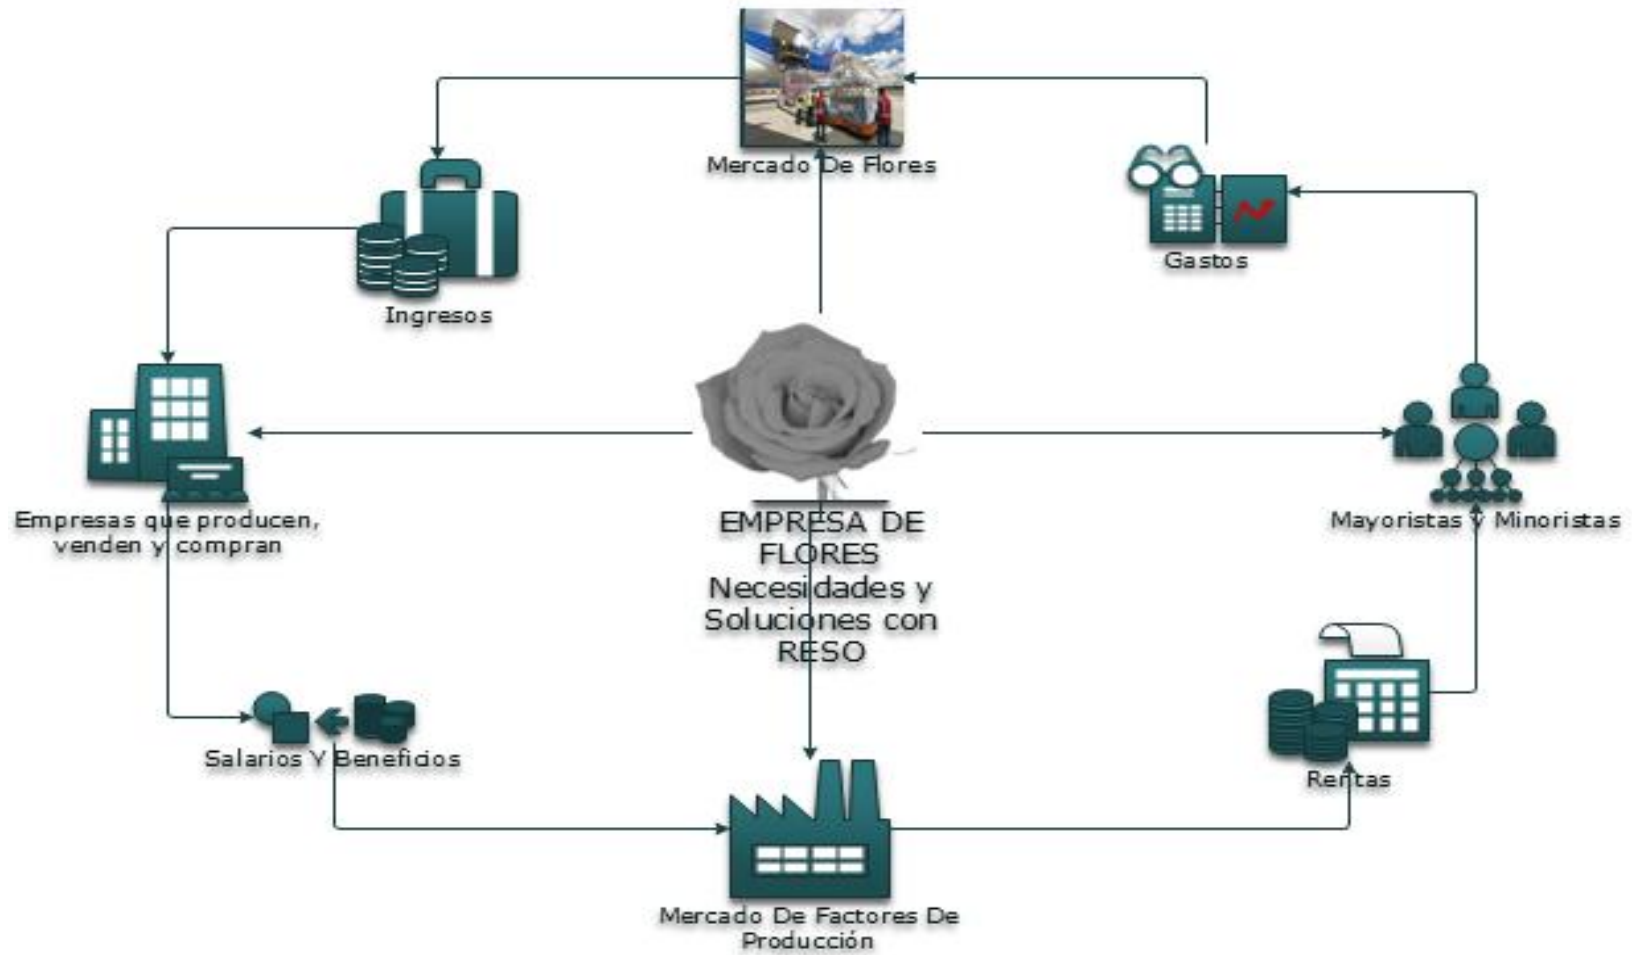 Mercado De Flores
Gastos
Ingresos
Empresas que producen,
venden y compran
EMPRESA DE
FLORES
Necesidades y
Soluciones con
RESO
Mayoristas y Minoristas
Salarios Y Beneficios
Rentas
Mercado De Factores De
Producción